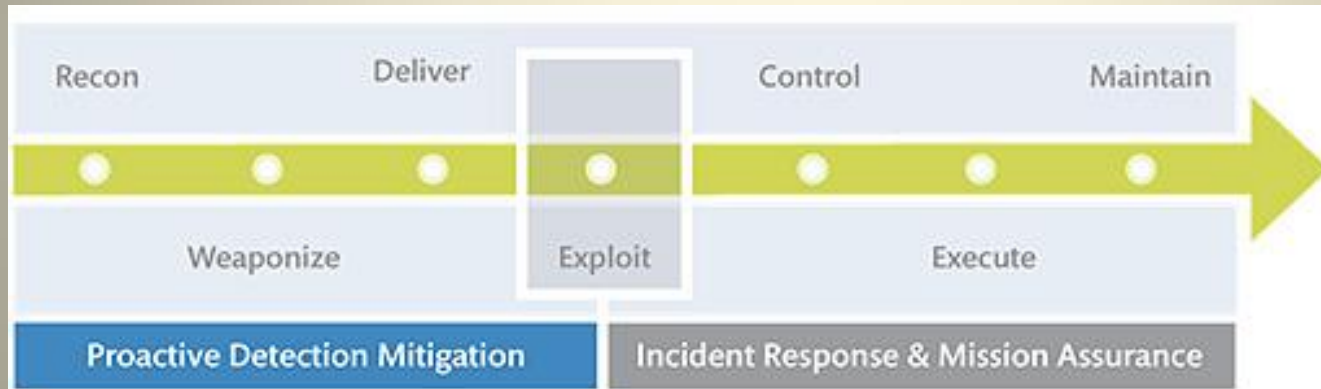 Recon
Deliver
Control
Maintain
Weaponize
Exploit
Execute
Proactive Detection Mitigation
Incident Response & Mission Assurance